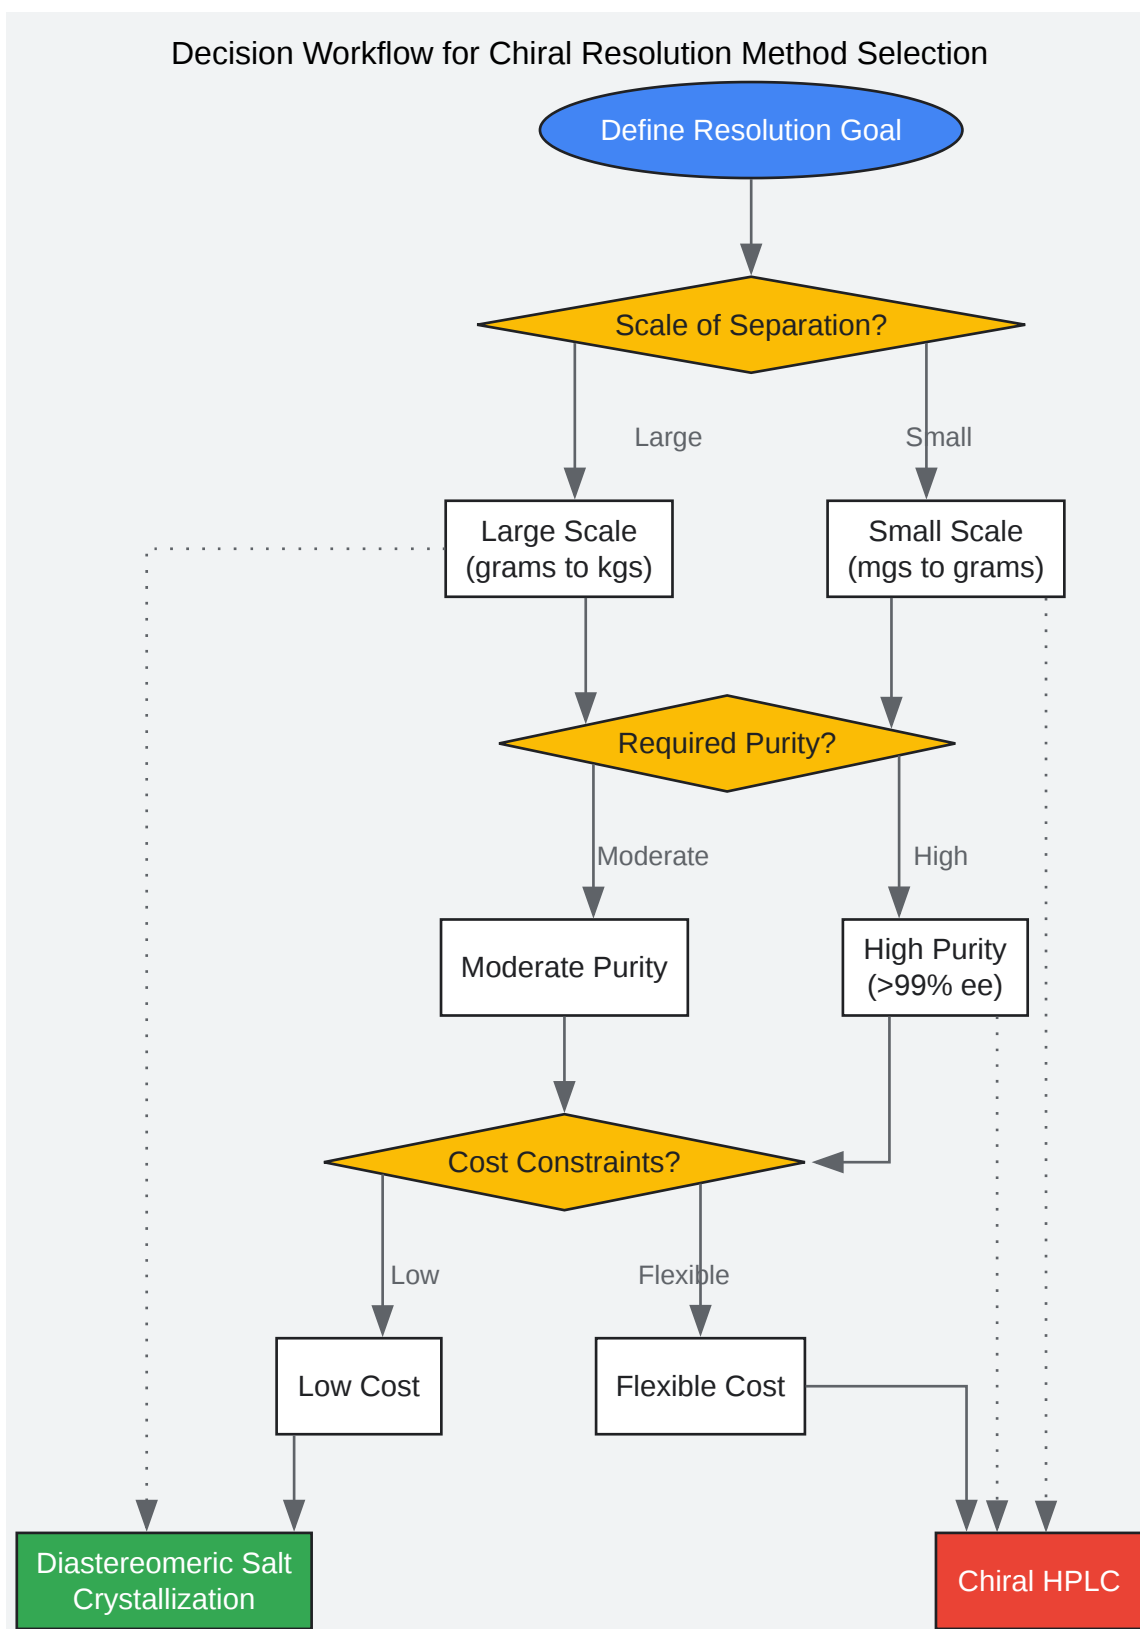 Decision Workflow for Chiral Resolution Method Selection
Define Resolution Goal
Scale of Separation?
Large
Small
Large Scale
(grams to kgs)
Small Scale
(mgs to grams)
Required Purity?
Moderate
High
Moderate Purity
High Purity
(>99% ee)
Cost Constraints?
Low
Flexible
Low Cost
Flexible Cost
Diastereomeric Salt
Crystallization
Chiral HPLC